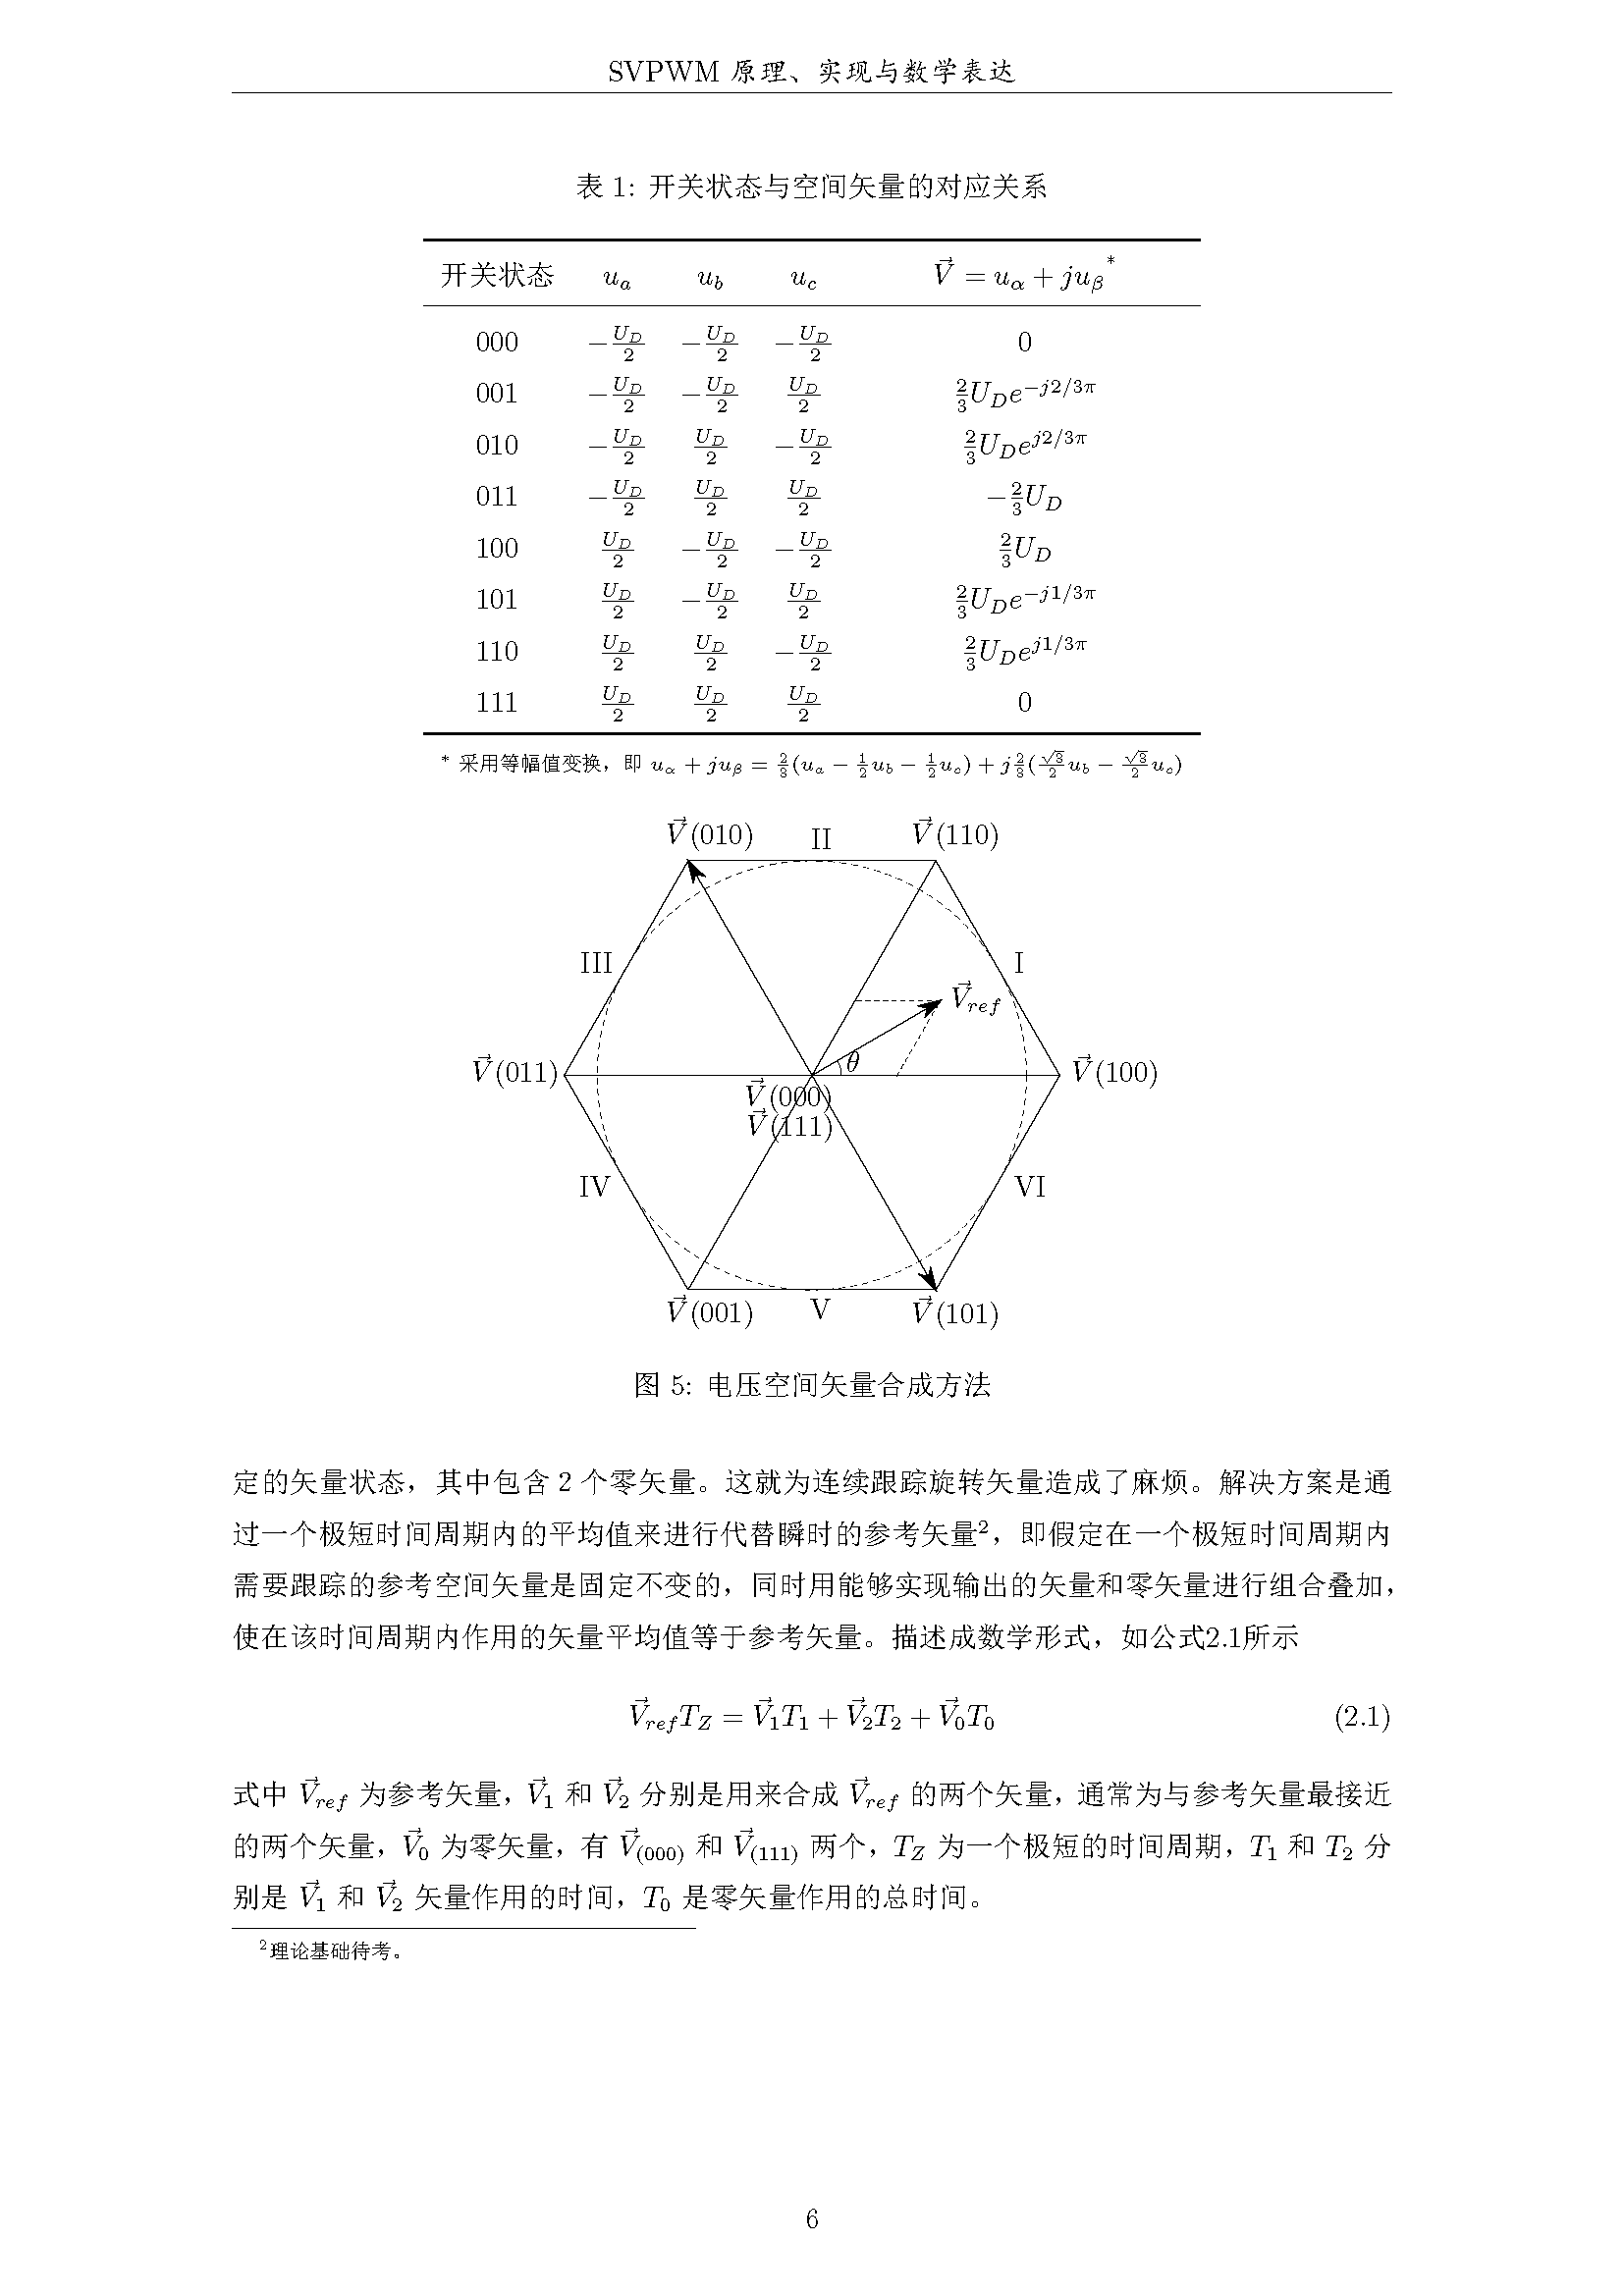 SVPWM 原理、实现与数学表达
表 1: 开关状态与空间矢量的对应关系
开关状态 $u_a$ $u_b$ $u_c$ $\vec{V} = u_\alpha + ju_\beta$*
000 $-\frac{U_D}{2}$ $-\frac{U_D}{2}$ $-\frac{U_D}{2}$ 0
001 $-\frac{U_D}{2}$ $-\frac{U_D}{2}$ $\frac{U_D}{2}$ $\frac{2}{3}U_De^{-j2/3\pi}$
010 $-\frac{U_D}{2}$ $\frac{U_D}{2}$ $-\frac{U_D}{2}$ $\frac{2}{3}U_De^{j2/3\pi}$
011 $-\frac{U_D}{2}$ $\frac{U_D}{2}$ $\frac{U_D}{2}$ $-\frac{2}{3}U_D$
100 $\frac{U_D}{2}$ $-\frac{U_D}{2}$ $-\frac{U_D}{2}$ $\frac{2}{3}U_D$
101 $\frac{U_D}{2}$ $-\frac{U_D}{2}$ $\frac{U_D}{2}$ $\frac{2}{3}U_De^{-j1/3\pi}$
110 $\frac{U_D}{2}$ $\frac{U_D}{2}$ $-\frac{U_D}{2}$ $\frac{2}{3}U_De^{j1/3\pi}$
111 $\frac{U_D}{2}$ $\frac{U_D}{2}$ $\frac{U_D}{2}$ 0
* 采用等幅值变换，即 $u_\alpha + ju_\beta = \frac{2}{3}(u_a - \frac{1}{2}u_b - \frac{1}{2}u_c) + j\frac{2}{3}(\frac{\sqrt{3}}{2}u_b - \frac{\sqrt{3}}{2}u_c)$
$\vec{V}(010)$ II $\vec{V}(110)$
III I
$\vec{V}_{ref}$
$\vec{V}(011)$ θ $\vec{V}(100)$
$\vec{V}(000)$
$\vec{V}(111)$
IV VI
$\vec{V}(001)$ V $\vec{V}(101)$
图 5: 电压空间矢量合成方法
定的矢量状态，其中包含 2 个零矢量。这就为连续跟踪旋转矢量造成了麻烦。解决方案是通
过一个极短时间周期内的平均值来进行代替瞬时的参考矢量²，即假定在一个极短时间周期内
需要跟踪的参考空间矢量是固定不变的，同时用能够实现输出的矢量和零矢量进行组合叠加，
使在该时间周期内作用的矢量平均值等于参考矢量。描述成数学形式，如公式2.1所示
$\vec{V}_{ref}T_Z = \vec{V}_1T_1 + \vec{V}_2T_2 + \vec{V}_0T_0$ (2.1)
式中 $\vec{V}_{ref}$ 为参考矢量，$\vec{V}_1$ 和 $\vec{V}_2$ 分别是用来合成 $\vec{V}_{ref}$ 的两个矢量，通常为与参考矢量最接近
的两个矢量，$\vec{V}_0$ 为零矢量，有 $\vec{V}_{(000)}$ 和 $\vec{V}_{(111)}$ 两个，$T_Z$ 为一个极短的时间周期，$T_1$ 和 $T_2$ 分
别是 $\vec{V}_1$ 和 $\vec{V}_2$ 矢量作用的时间，$T_0$ 是零矢量作用的总时间。
²理论基础待考。
6